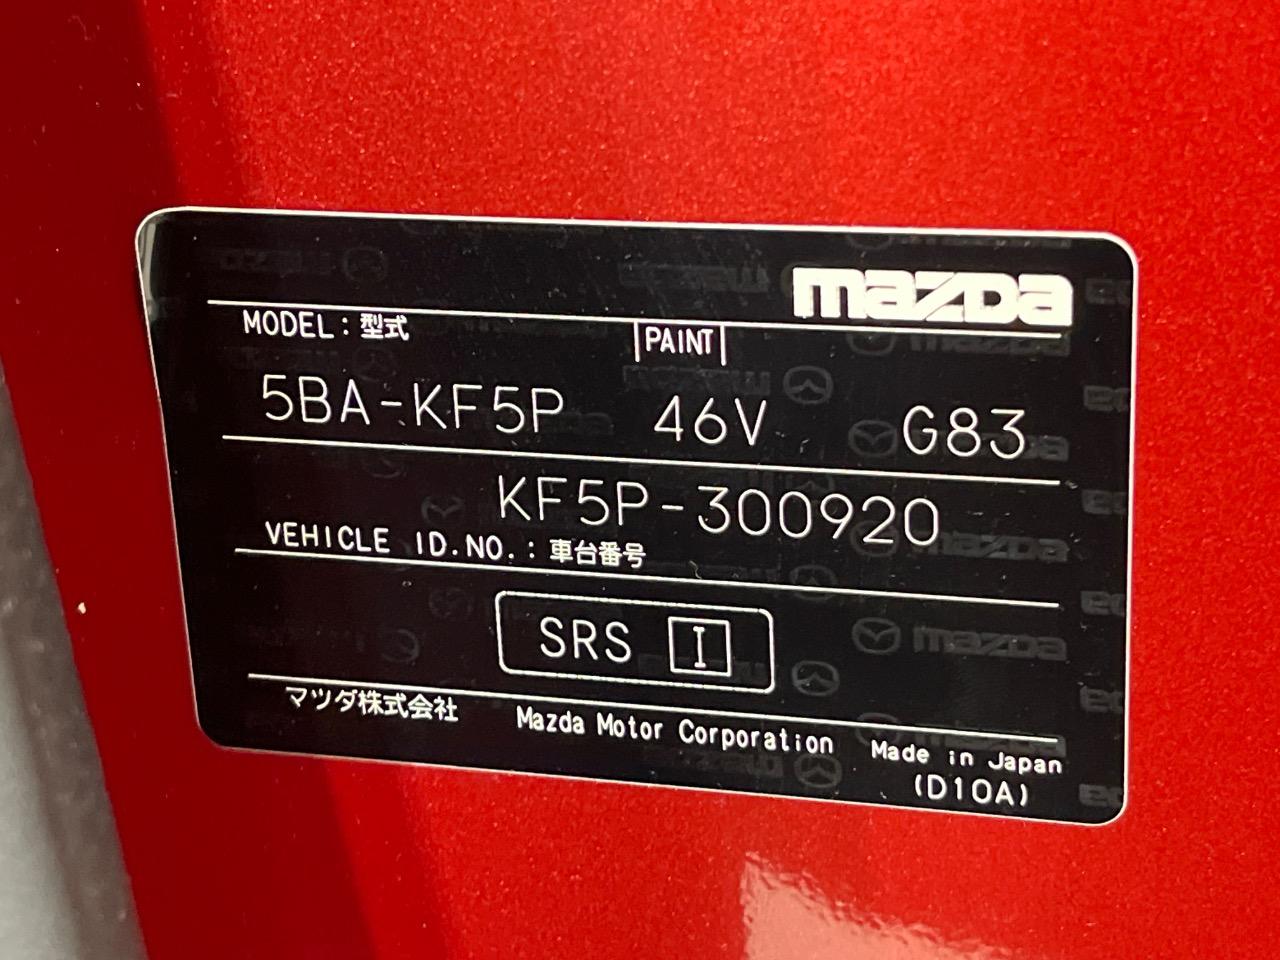 mazda
MODEL : 型式 PAINT
5BA-KF5P 46V G83
KF5P-300920
VEHICLE ID.NO. : 車台番号
SRS I
マツダ株式会社 Mazda Motor Corporation Made in Japan
(D10A)